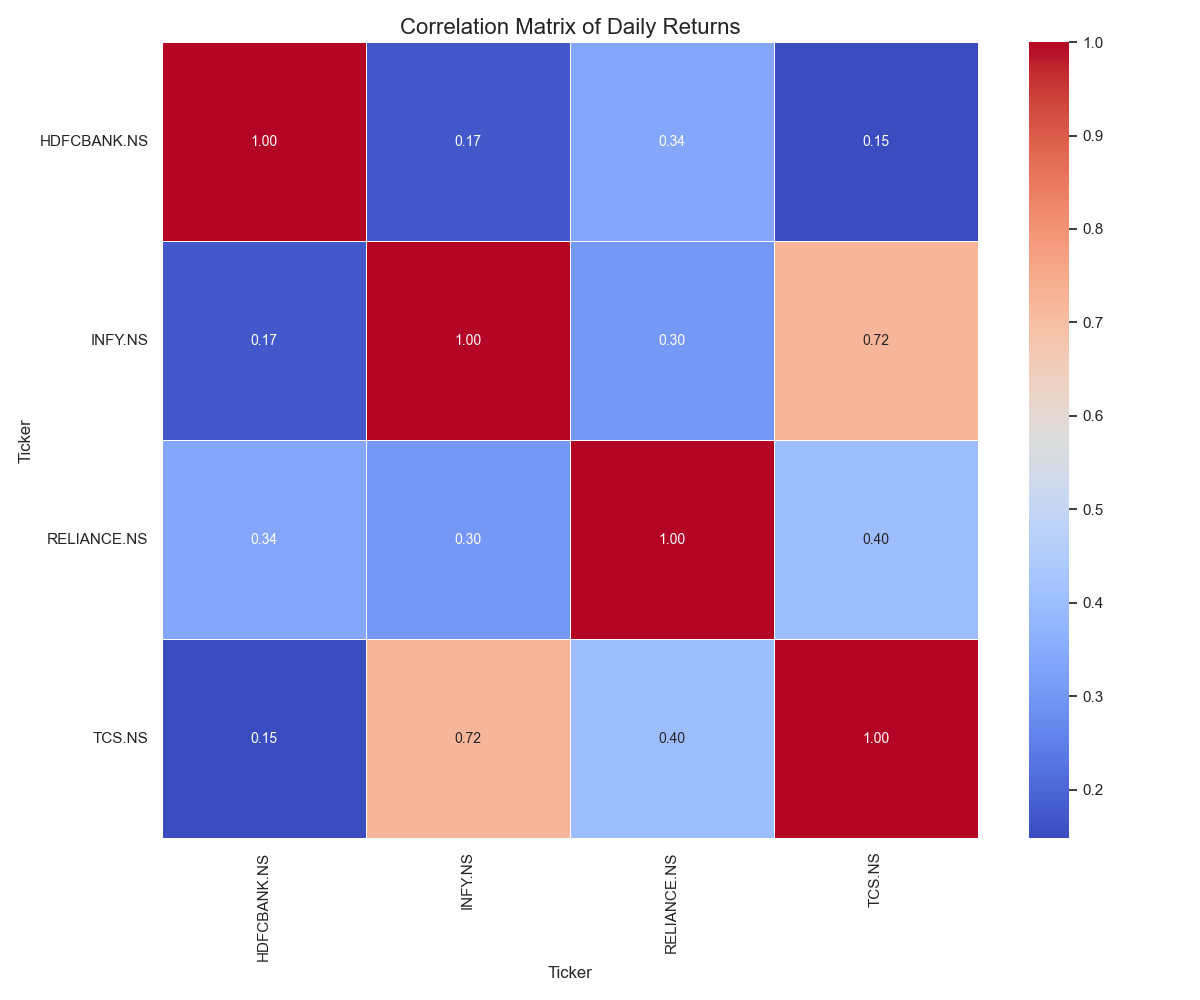 Correlation Matrix of Daily Returns
HDFCBANK.NS 1.00 0.17 0.34 0.15
INFY.NS 0.17 1.00 0.30 0.72
RELIANCE.NS 0.34 0.30 1.00 0.40
TCS.NS 0.15 0.72 0.40 1.00
Ticker
HDFCBANK.NS INFY.NS RELIANCE.NS TCS.NS
Ticker
1.0
0.9
0.8
0.7
0.6
0.5
0.4
0.3
0.2